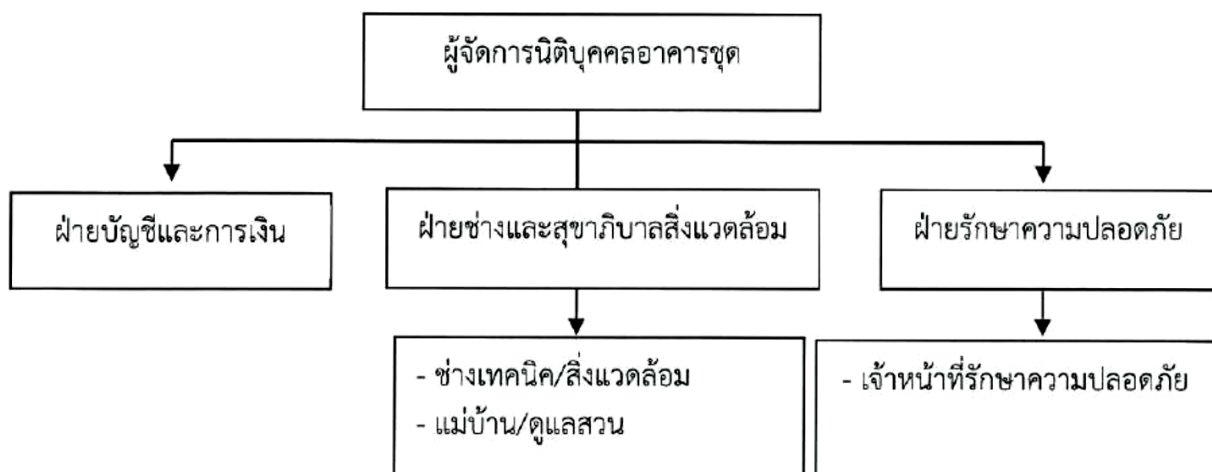 ผู้จัดการนิติบุคคลอาคารชุด
ฝ่ายบัญชีและการเงิน
ฝ่ายช่างและสุขาภิบาลสิ่งแวดล้อม
ฝ่ายรักษาความปลอดภัย
- ช่างเทคนิค/สิ่งแวดล้อม
- แม่บ้าน/ดูแลสวน
- เจ้าหน้าที่รักษาความปลอดภัย